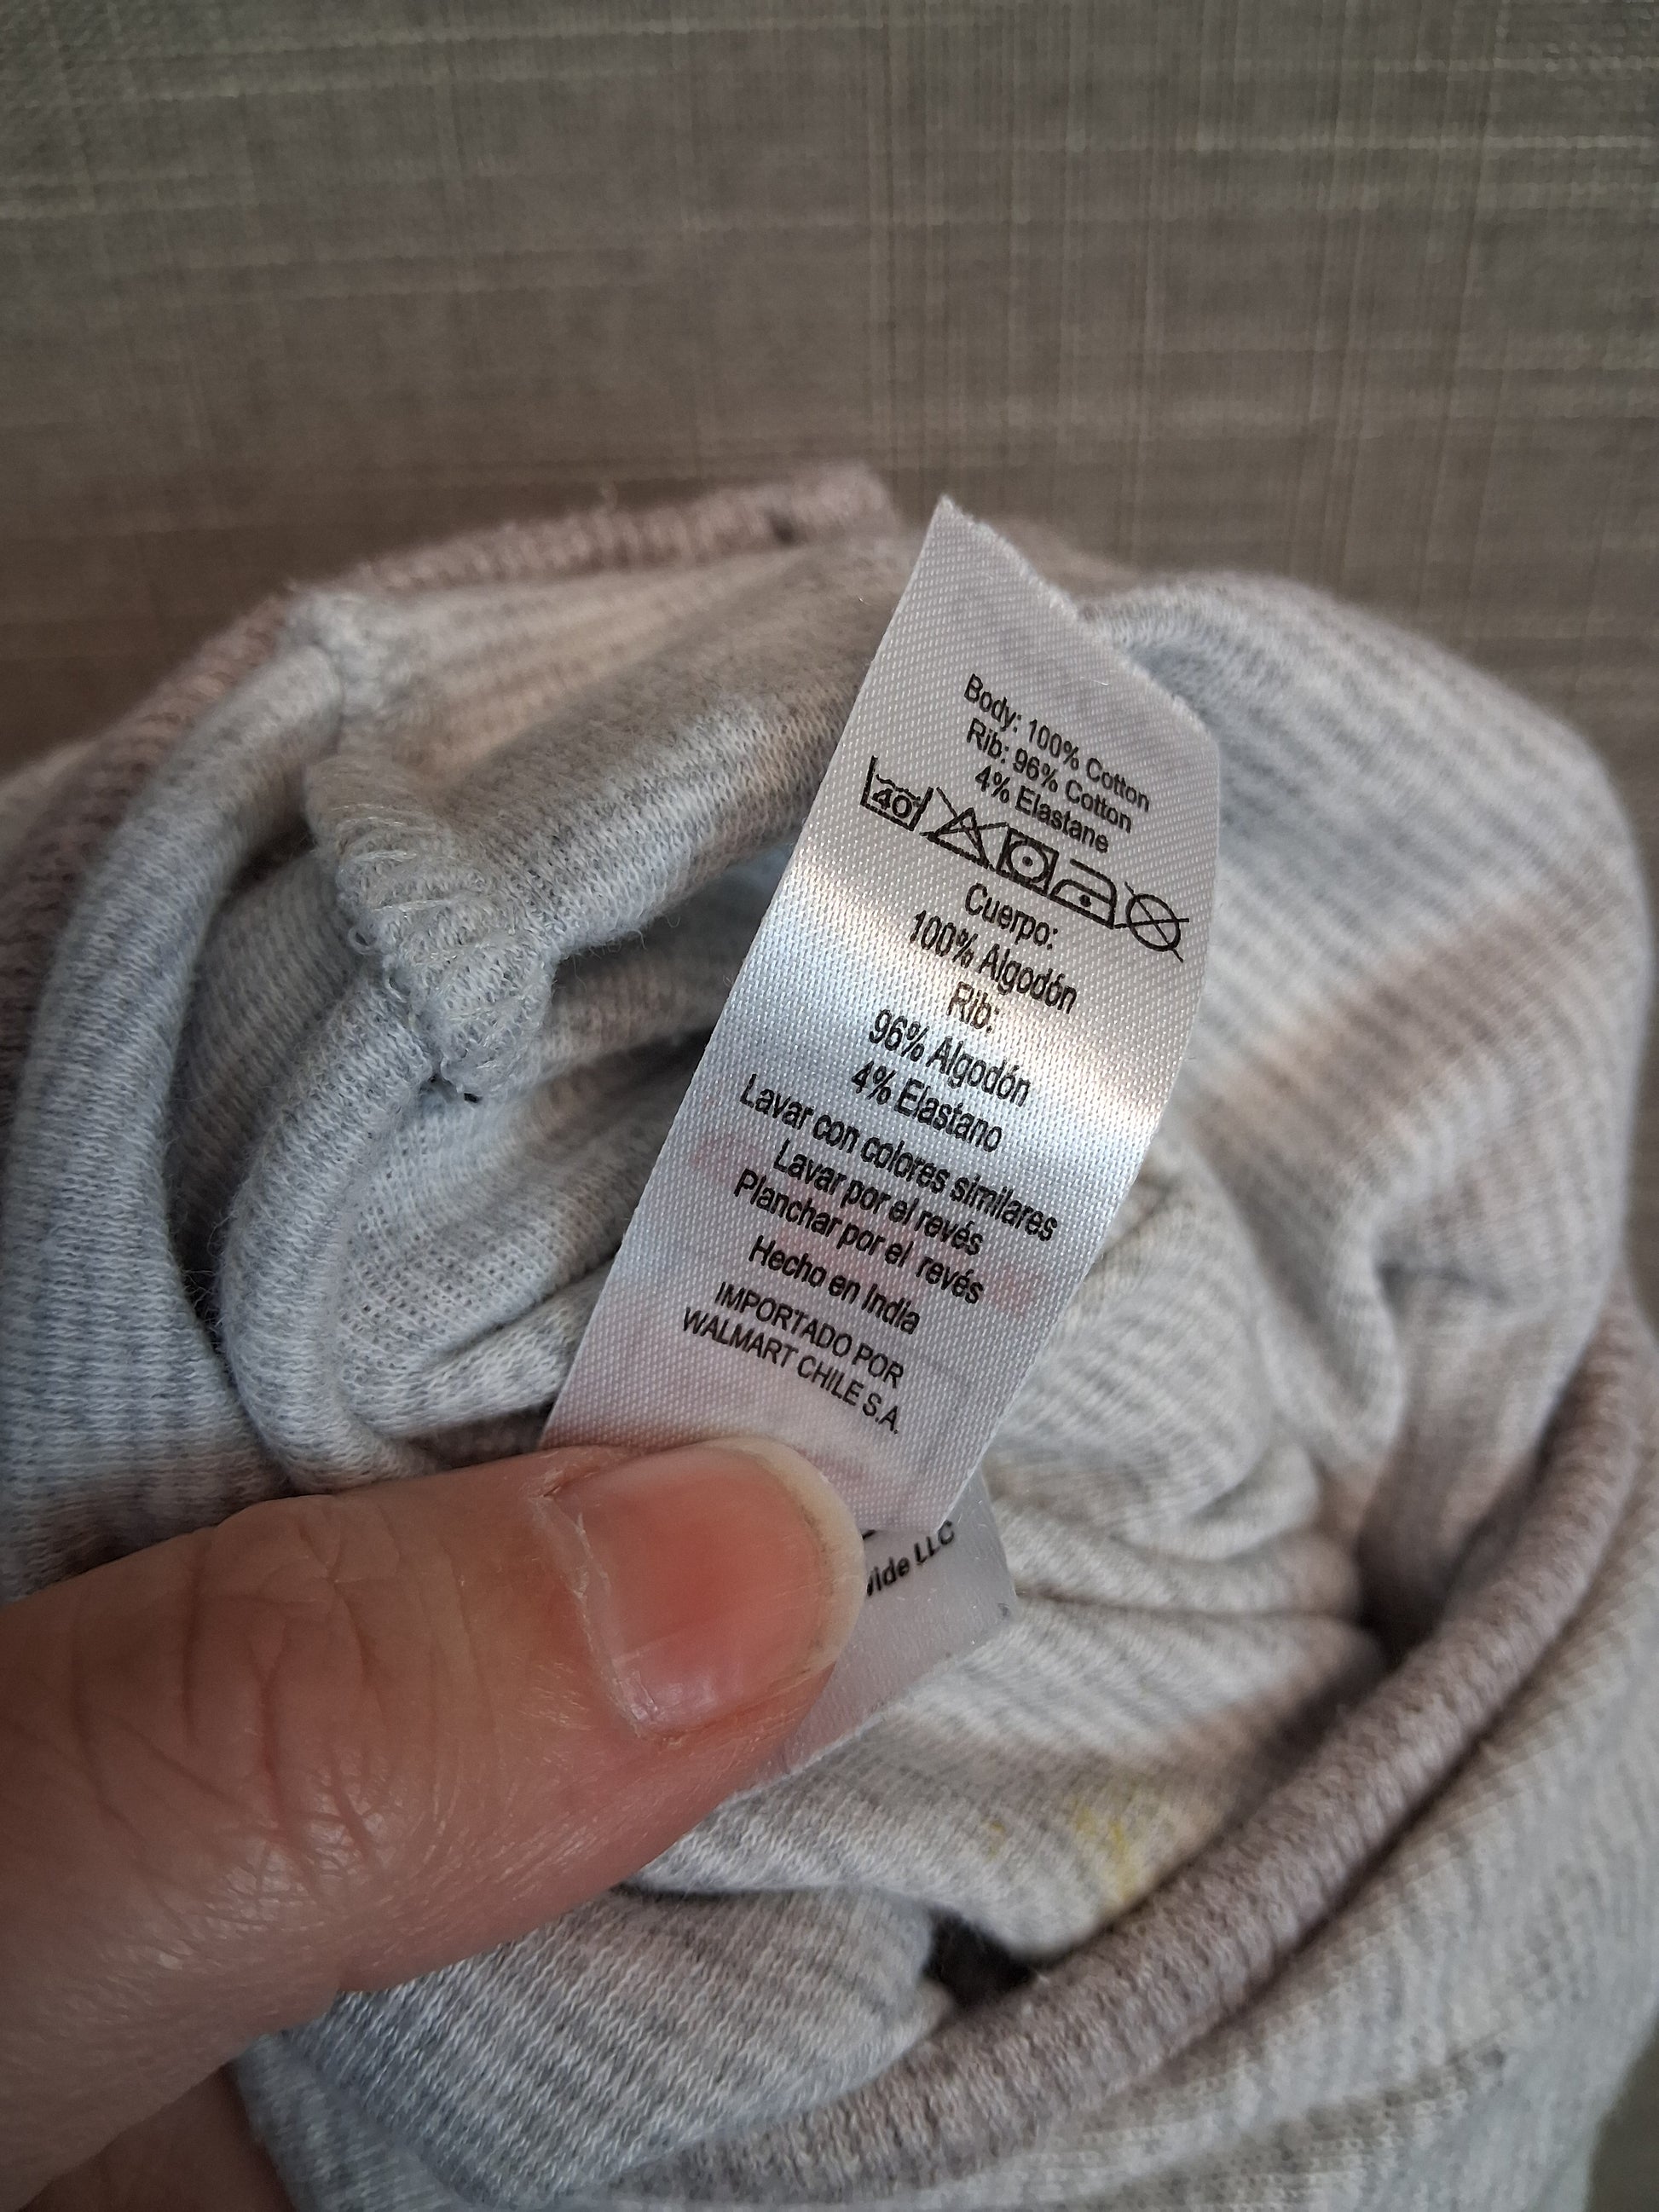 Body: 100% Cotton
Rib: 96% Cotton
4% Elastane
40
Cuerpo:
100% Algodón
Rib:
96% Algodón
4% Elastano
Lavar con colores similares
Lavar por el revés
Planchar por el revés
Hecho en India
IMPORTADO POR
WALMART CHILE S.A.
LLC